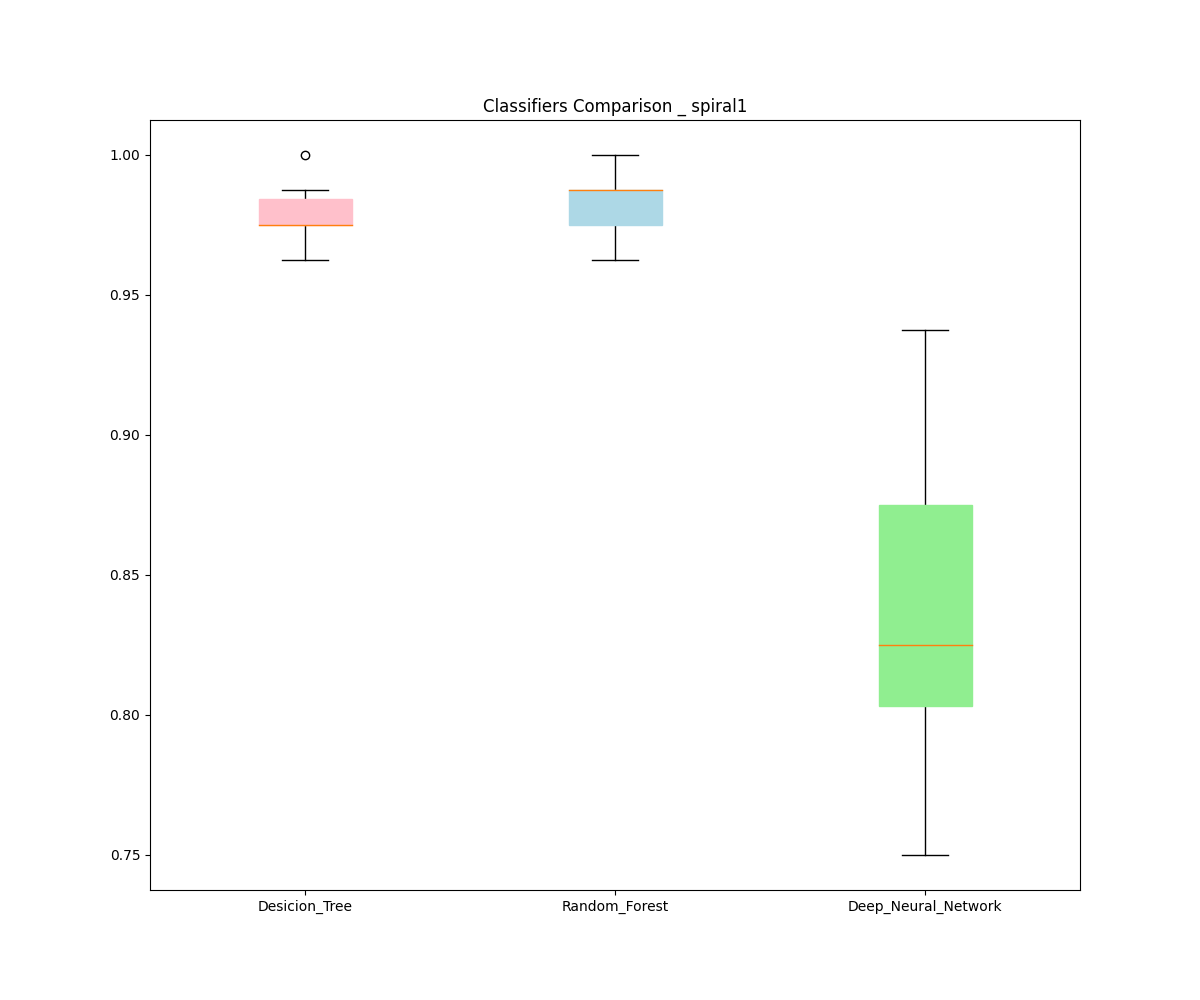 Classifiers Comparison _ spiral1
1.00
0.95
0.90
0.85
0.80
0.75
Desicion_Tree
Random_Forest
Deep_Neural_Network